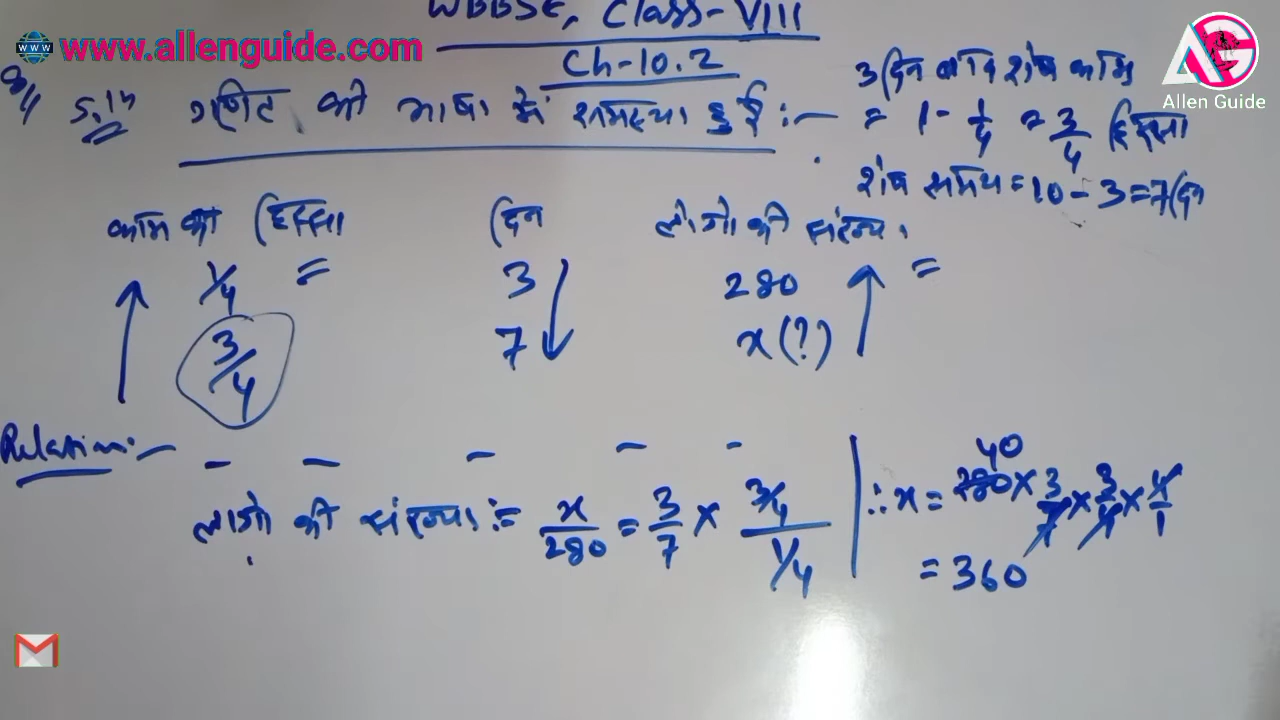 WBBSE, Class-VIII
www.allenguide.com
Ch-10.2
Allen Guide
गणित की भाषा में समस्या हुई :-
3 दिन बाद शेष काम
= 1 - 1/4 = 3/4 हिस्सा
शेष समय = 10 - 3 = 7 दिन
काम का हिस्सा दिन लोगों की संख्या
1/4 = 3 280 =
3/4 7 x (?)
Relation:-
लोगों की संख्या := x/280 = 3/7 × 3/4 / 1/4
∴ x = 280 40 × 3/7 × 3/4 × 4/1
= 360